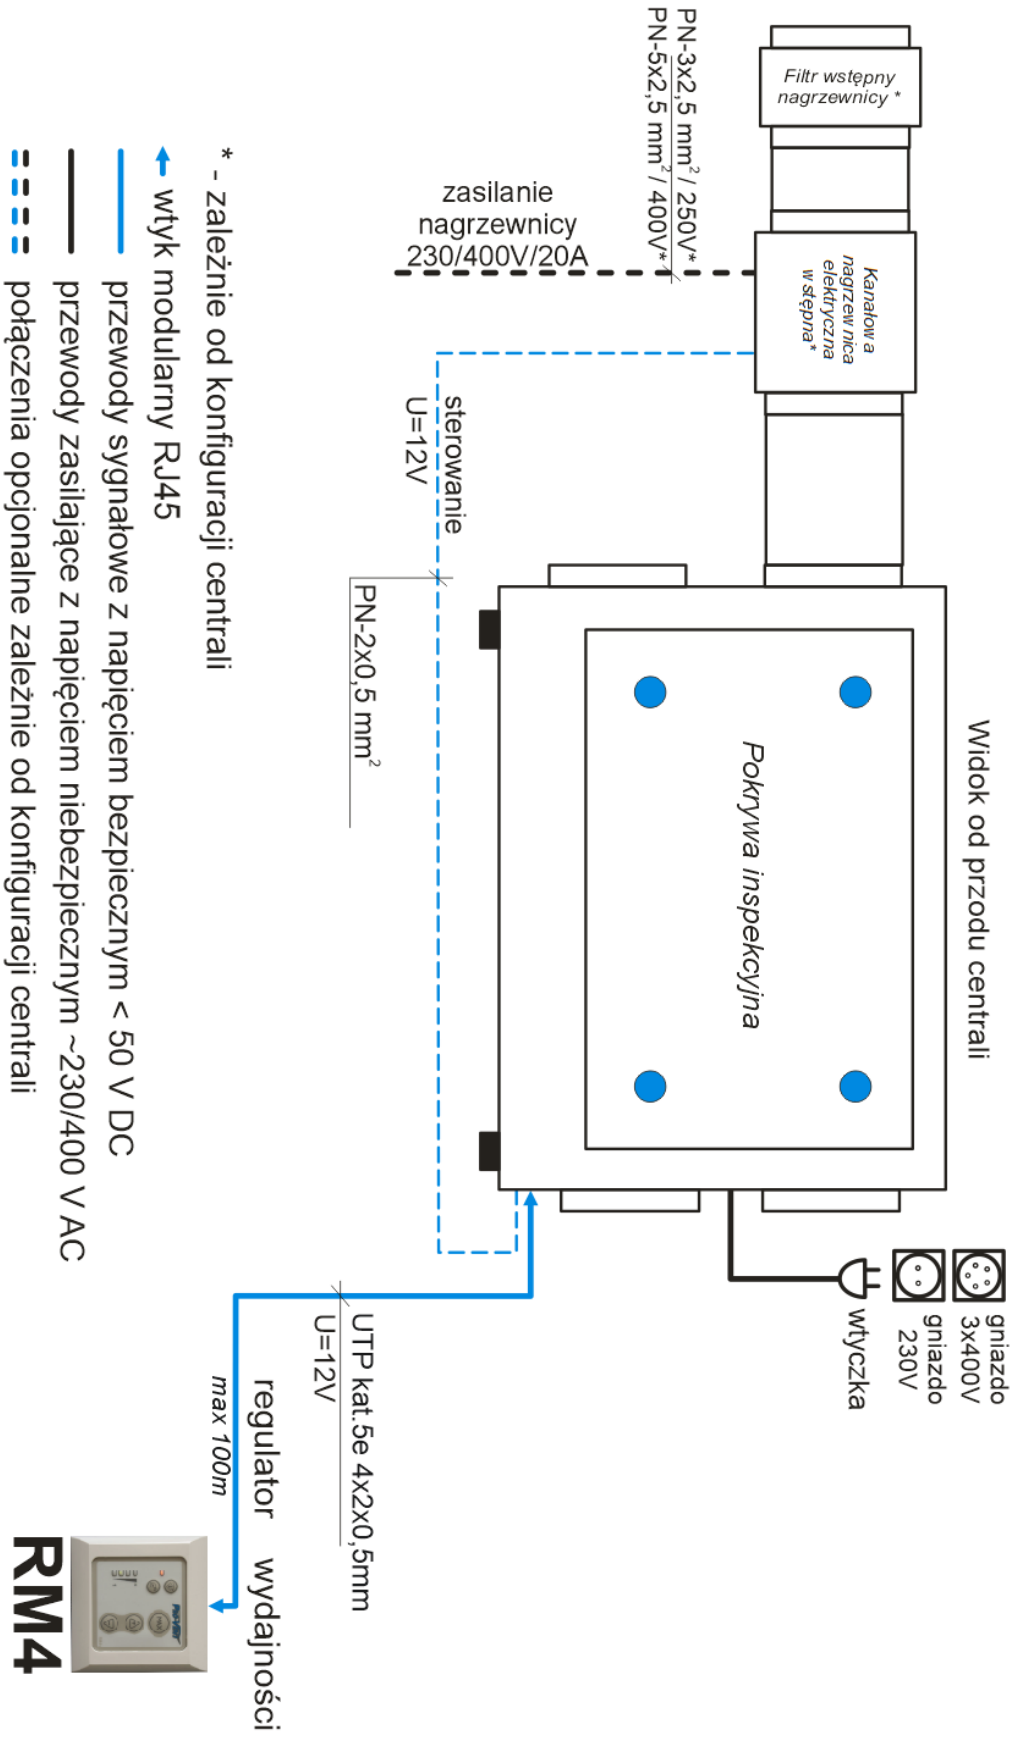 Widok od przodu centrali
Filtr wstępny
nagrzewnicy *
Kanałowa
nagrzewnica
elektryczna
wstępna*
PN-3x2,5 mm² / 250V*
PN-5x2,5 mm² / 400V*
zasilanie
nagrzewnicy
230/400V/20A
sterowanie
U=12V
PN-2x0,5 mm²
Pokrywa inspekcyjna
gniazdo
3x400V
gniazdo
230V
wtyczka
UTP kat.5e 4x2x0,5mm
U=12V
regulator wydajności
max 100m
MAX
RM4
* - zależnie od konfiguracji centrali
wtyk modularny RJ45
przewody sygnałowe z napięciem bezpiecznym < 50 V DC
przewody zasilające z napięciem niebezpiecznym ~230/400 V AC
połączenia opcjonalne zależnie od konfiguracji centrali